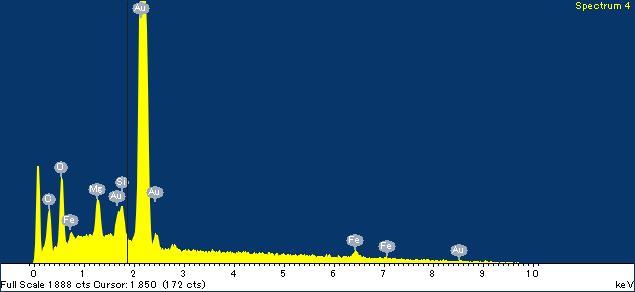 Spectrum 4
Au
O
Mg
Si
Au
Au
Fe
Fe
Fe
Au
0 1 2 3 4 5 6 7 8 9 10
Full Scale 1888 cts Cursor: 1.850 (172 cts) keV